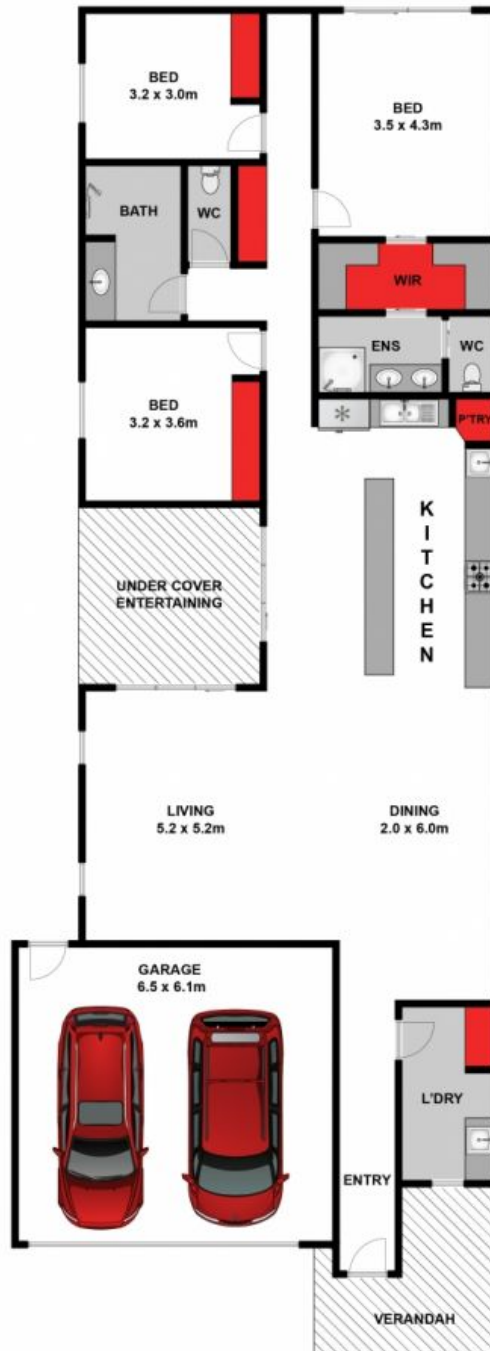 BED
3.2 x 3.0m
BED
3.5 x 4.3m
BATH
WC
WIR
ENS
WC
BED
3.2 x 3.6m
P'TRY
KITCHEN
UNDER COVER
ENTERTAINING
LIVING
5.2 x 5.2m
DINING
2.0 x 6.0m
GARAGE
6.5 x 6.1m
L'DRY
ENTRY
VERANDAH